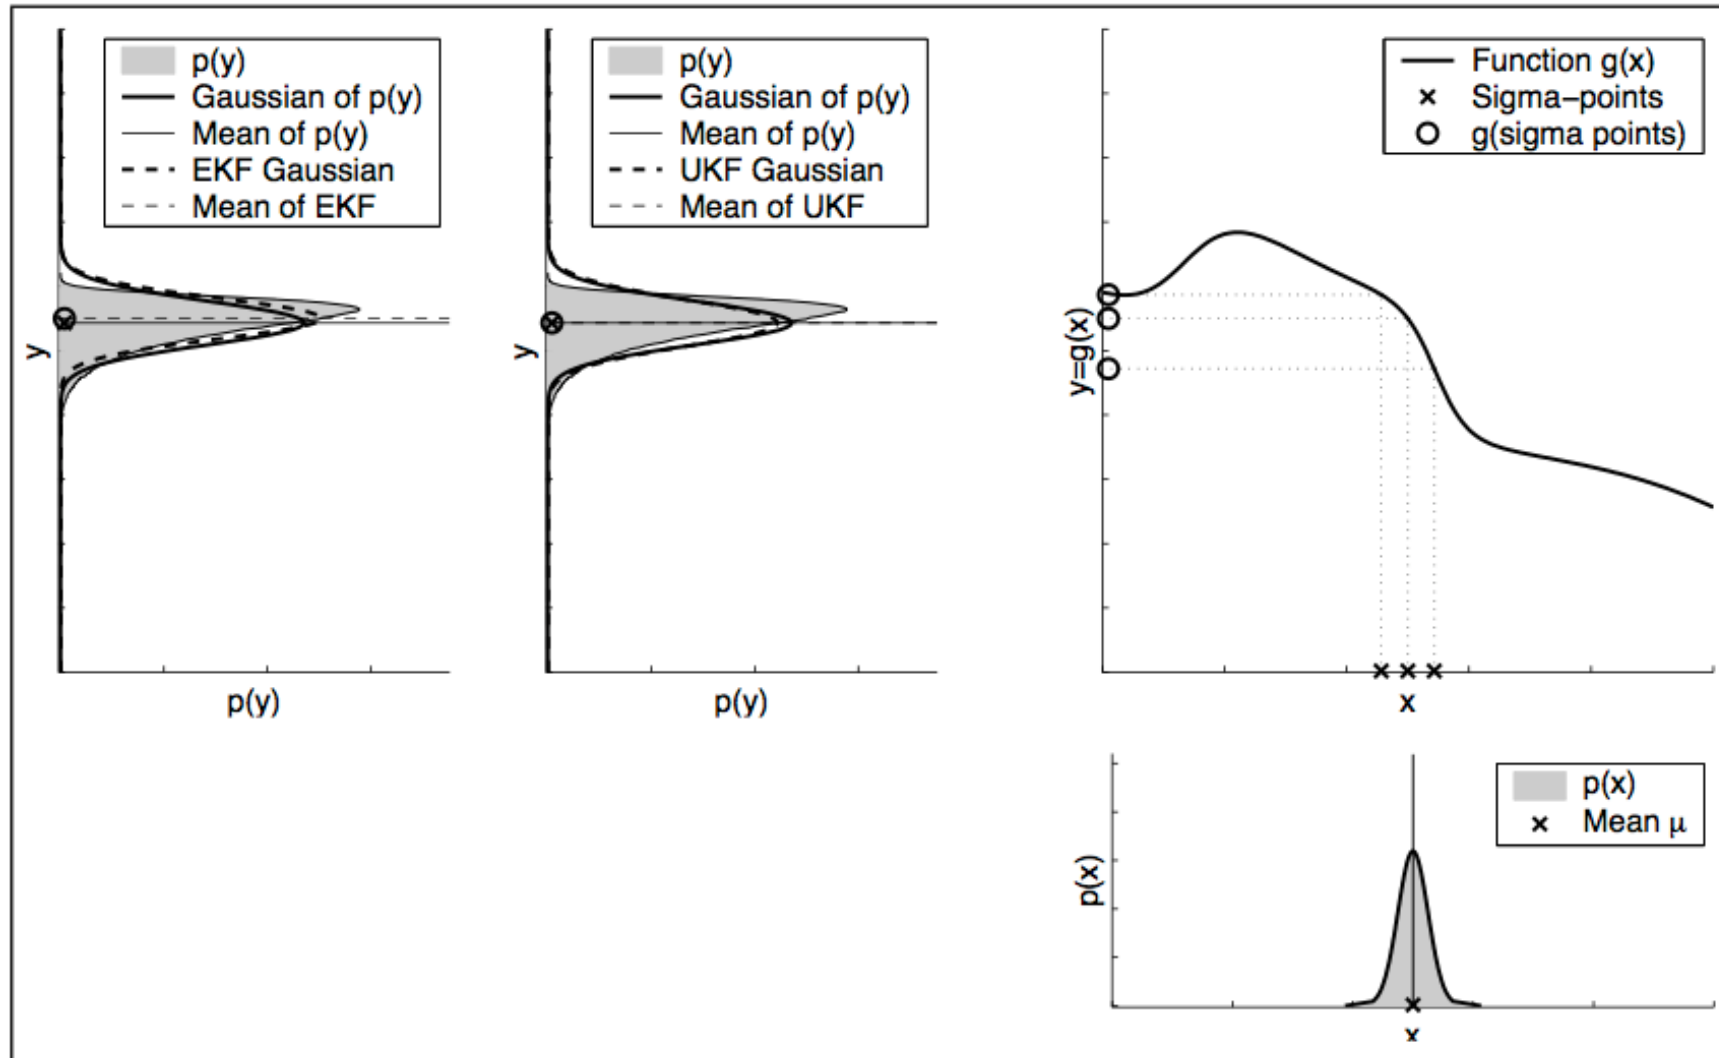 p(y)
Gaussian of p(y)
Mean of p(y)
EKF Gaussian
Mean of EKF
y
p(y)
p(y)
Gaussian of p(y)
Mean of p(y)
UKF Gaussian
Mean of UKF
y
p(y)
Function g(x)
Sigma-points
g(sigma points)
y=g(x)
x
p(x)
Mean μ
p(x)
x